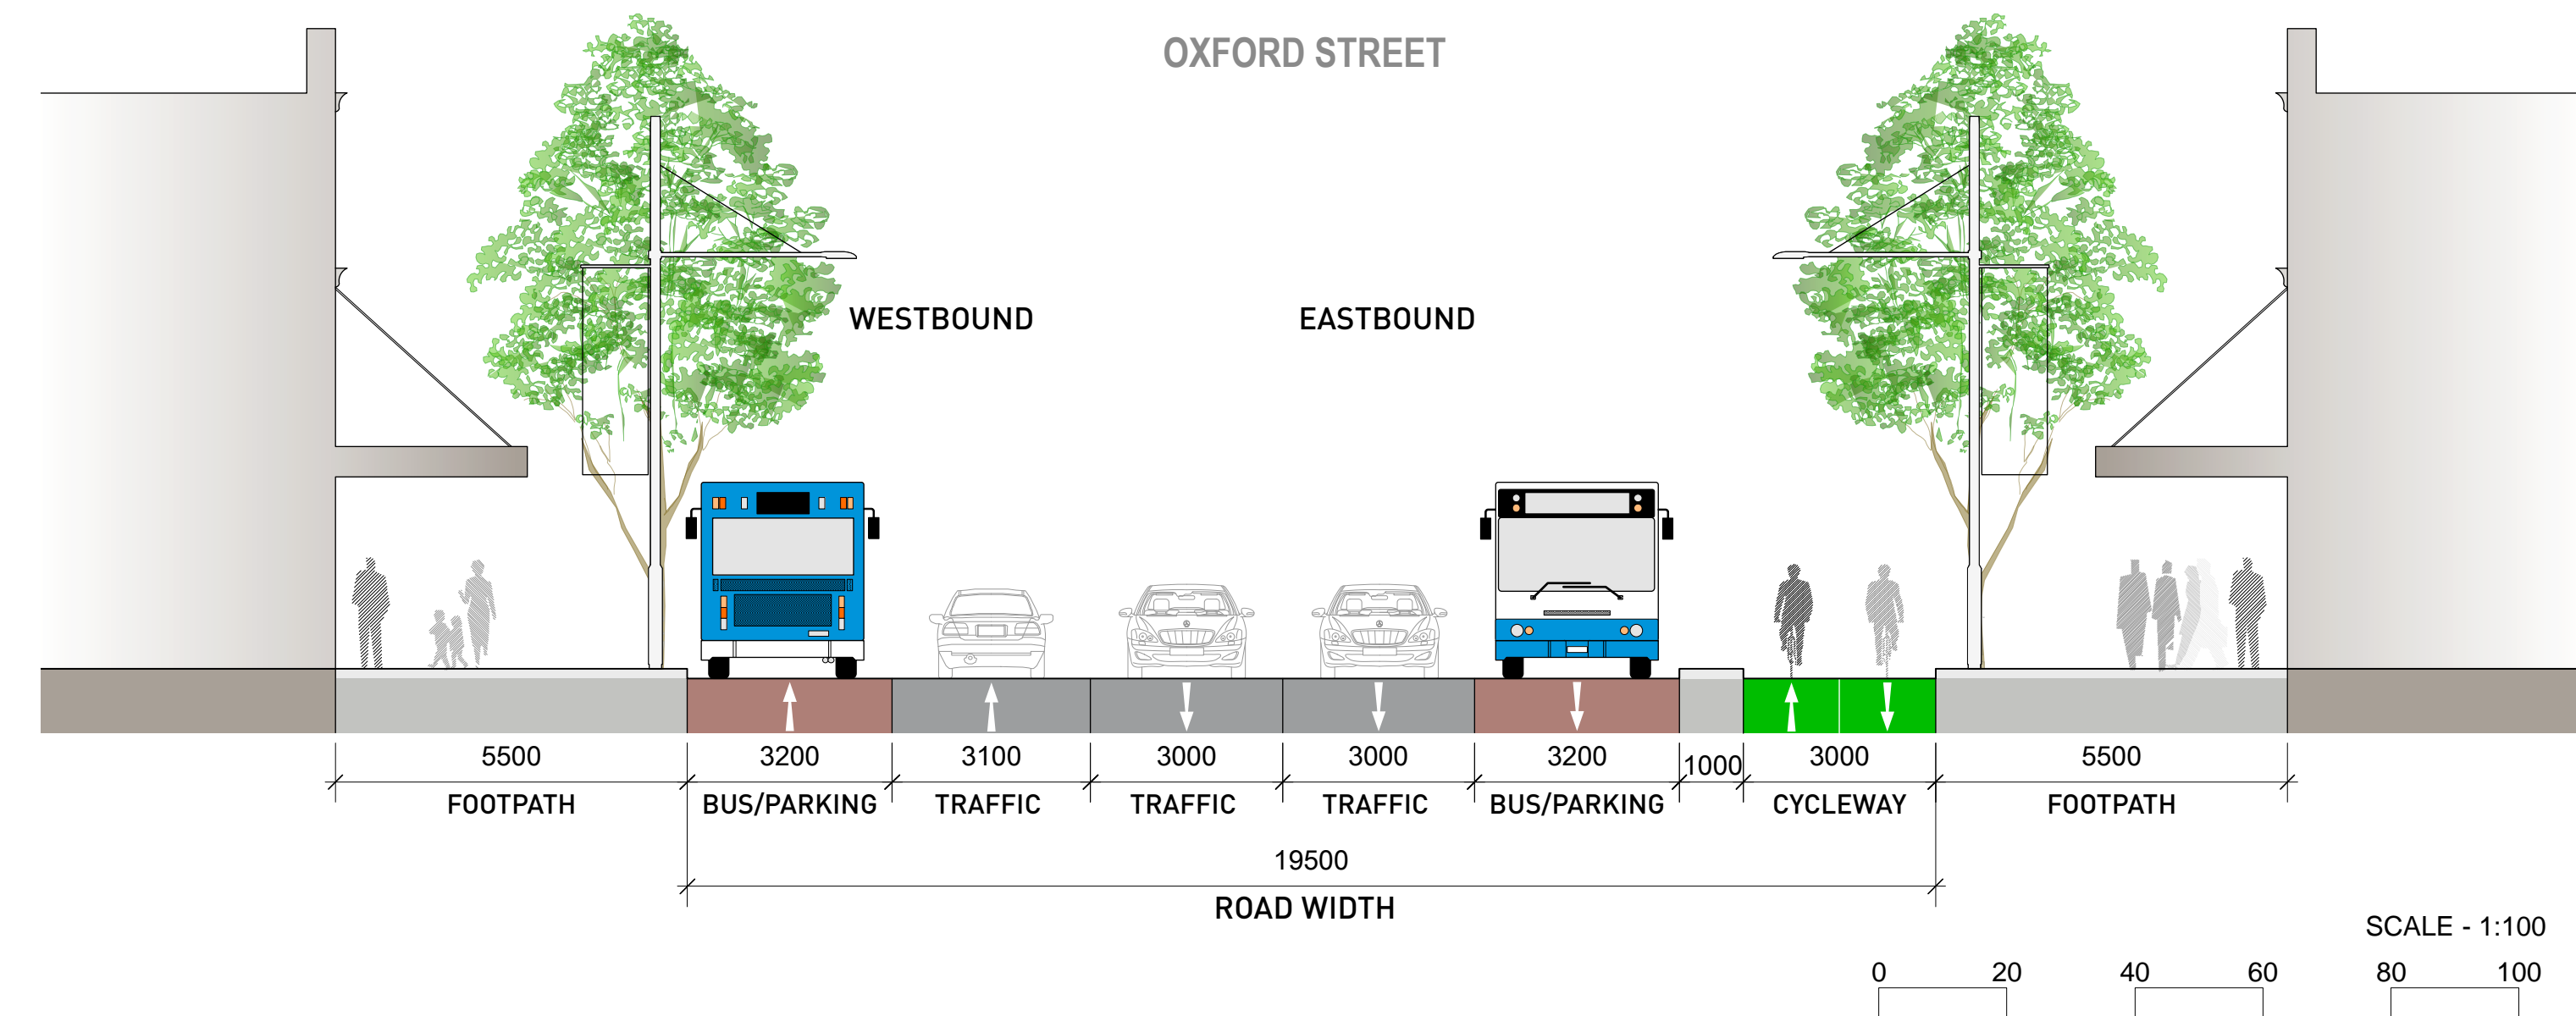 OXFORD STREET
WESTBOUND EASTBOUND
5500 3200 3100 3000 3000 3200 1000 3000 5500
FOOTPATH BUS/PARKING TRAFFIC TRAFFIC TRAFFIC BUS/PARKING CYCLEWAY FOOTPATH
19500
ROAD WIDTH
SCALE - 1:100
0 20 40 60 80 100